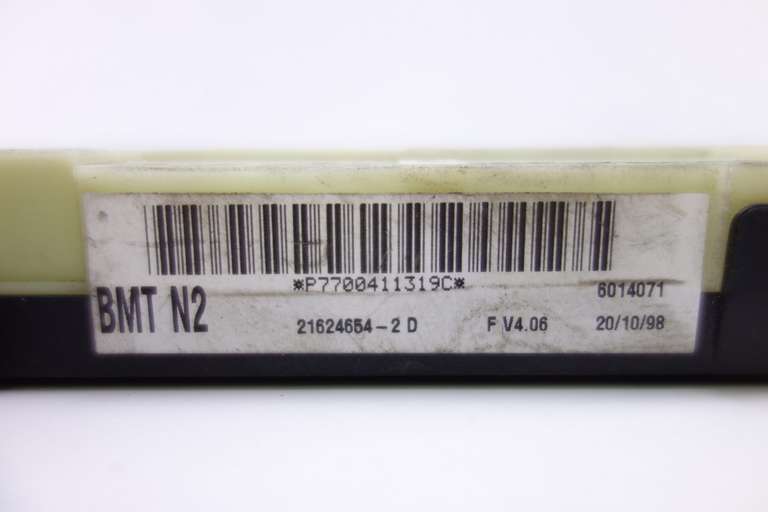 *P7700411319C*
6014071
BMT N2
21624654-2 D F V4.06 20/10/98